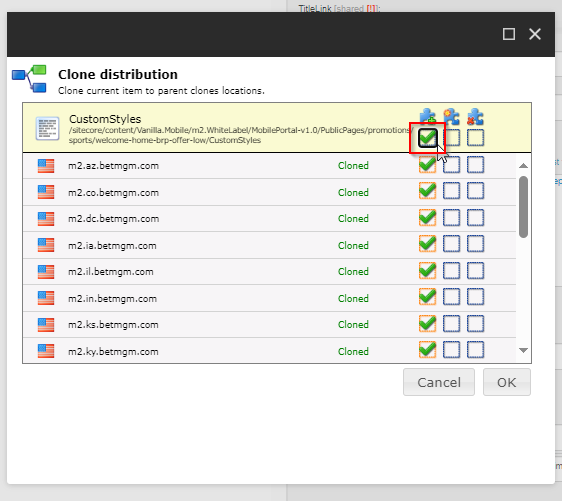 TitleLink [shared [!]]:
Clone distribution
Clone current item to parent clones locations.
CustomStyles
/sitecore/content/Vanilla.Mobile/m2.WhiteLabel/MobilePortal-v1.0/PublicPages/promotions
sports/welcome-home-brp-offer-low/CustomStyles
m2.az.betmgm.com Cloned
m2.co.betmgm.com Cloned
m2.dc.betmgm.com Cloned
m2.ia.betmgm.com Cloned
m2.il.betmgm.com Cloned
m2.in.betmgm.com Cloned
m2.ks.betmgm.com Cloned
m2.ky.betmgm.com Cloned
Cancel OK